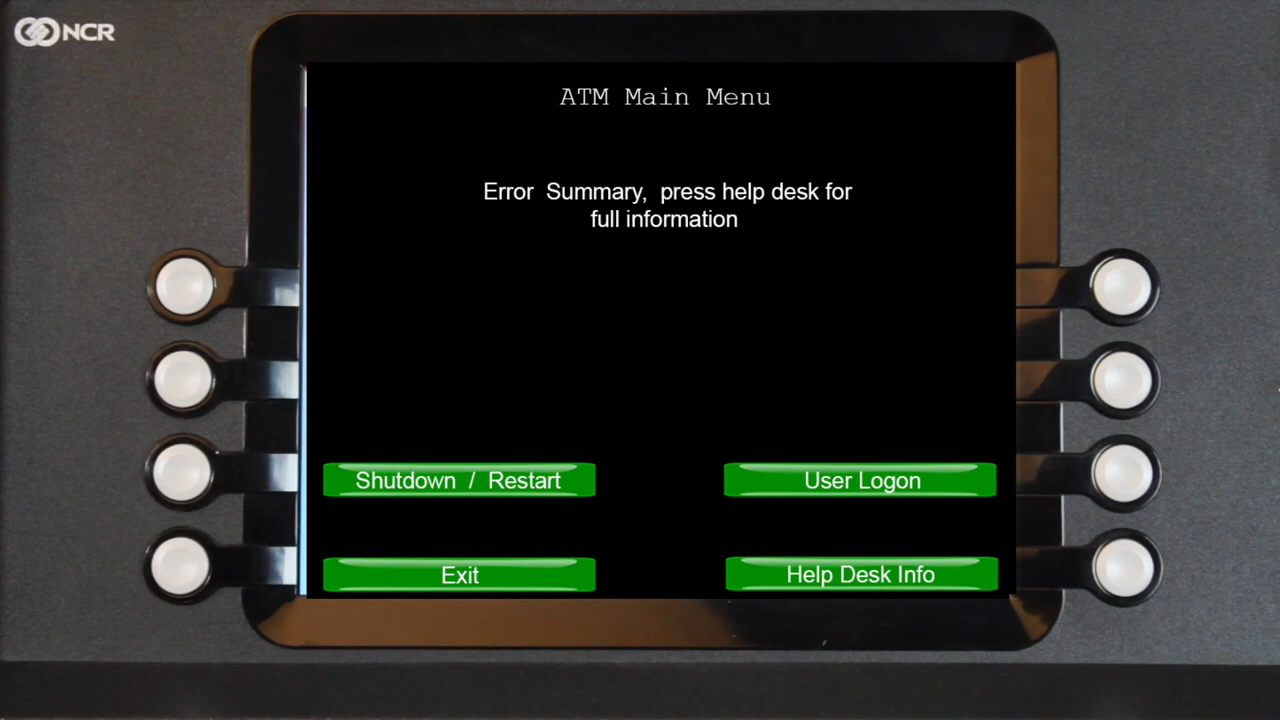 NCR
ATM Main Menu
Error Summary, press help desk for
full information
Shutdown / Restart
User Logon
Exit
Help Desk Info